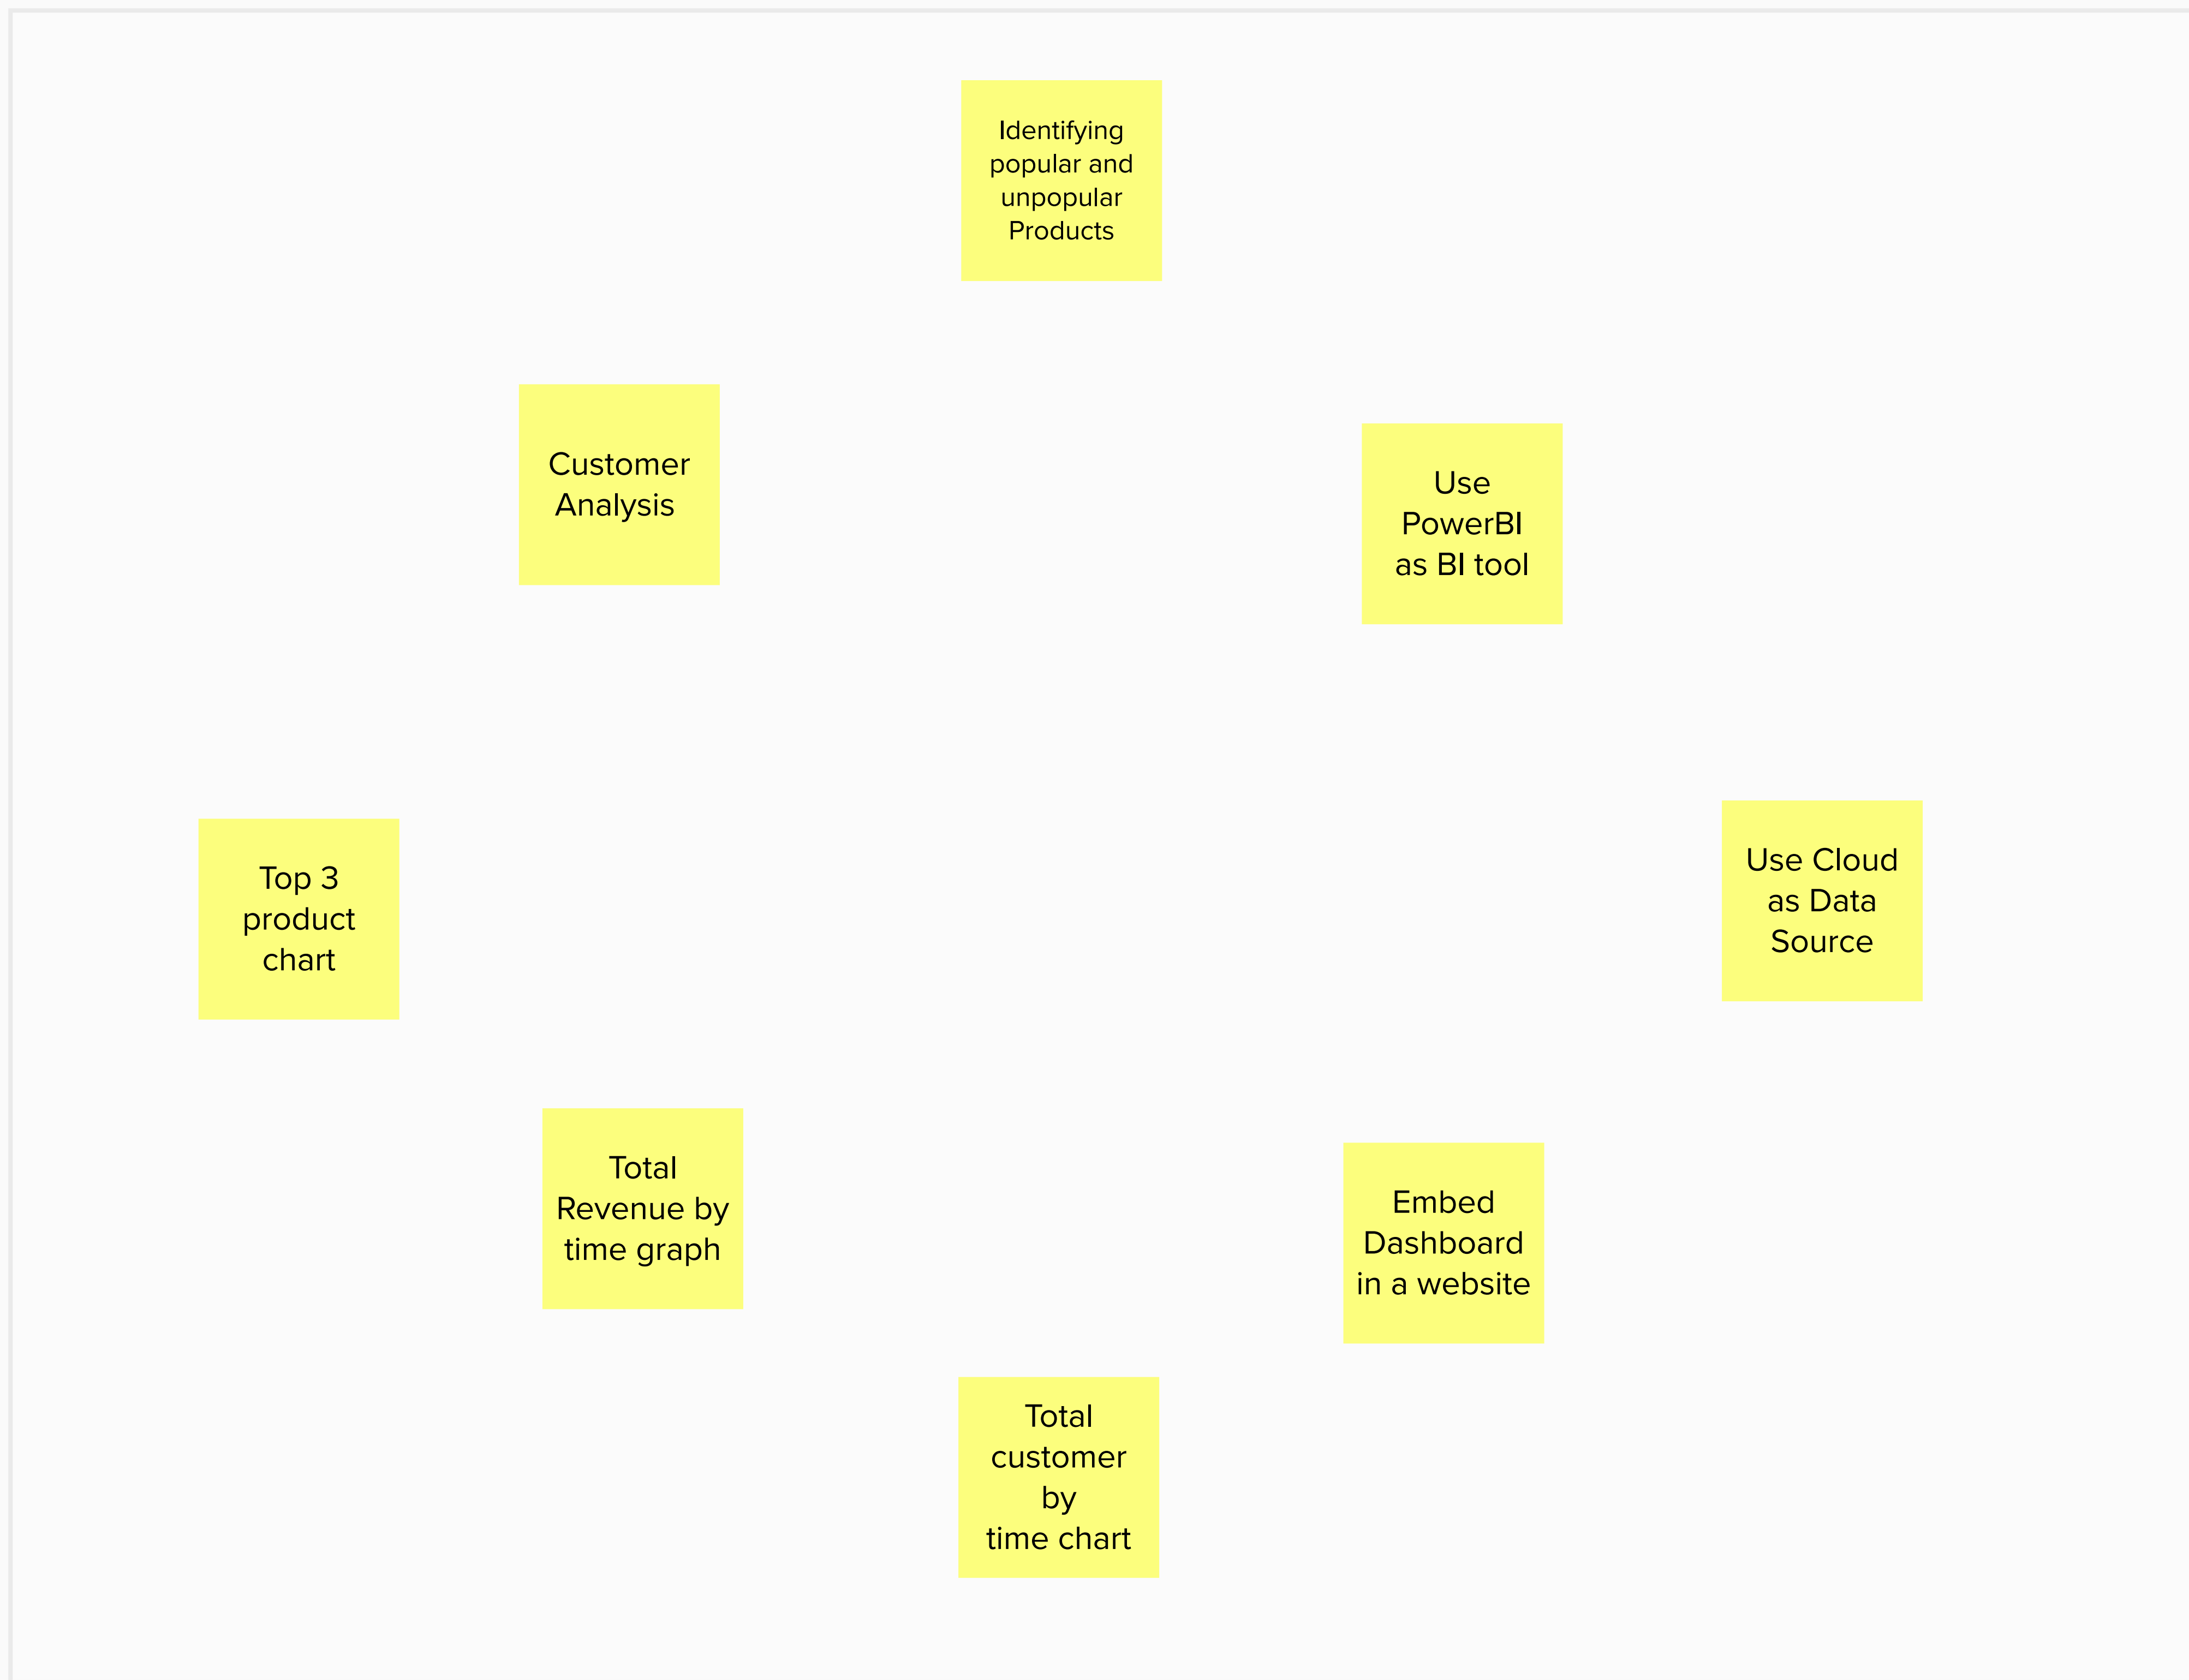 Identifying
popular and
unpopular
Products
Customer
Analysis
Use
PowerBI
as BI tool
Top 3
product
chart
Use Cloud
as Data
Source
Total
Revenue by
time graph
Embed
Dashboard
in a website
Total
customer
by
time chart